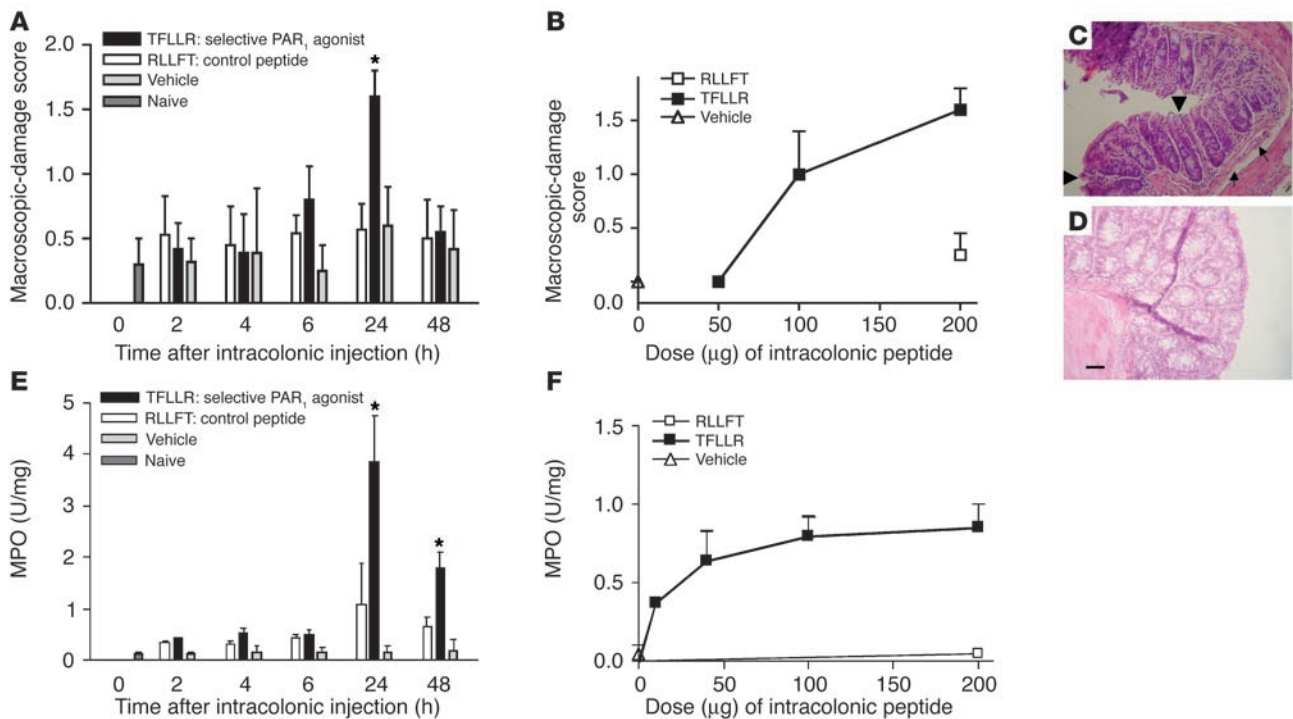 A
TFLLR: selective PAR₁ agonist
RLLFT: control peptide
Vehicle
Naive
Macroscopic-damage score
2.0
1.5
1.0
0.5
0.0
0 2 4 6 24 48
*
Time after intracolonic injection (h)
B
RLLFT
TFLLR
Vehicle
Macroscopic-damage
score
1.5
1.0
0.5
0.0
0 50 100 150 200
Dose (µg) of intracolonic peptide
C
D
E
TFLLR: selective PAR₁ agonist
RLLFT: control peptide
Vehicle
Naive
MPO (U/mg)
5
4
3
2
1
0
* *
0 2 4 6 24 48
Time after intracolonic injection (h)
F
RLLFT
TFLLR
Vehicle
MPO (U/mg)
1.5
1.0
0.5
0.0
0 50 100 150 200
Dose (µg) of intracolonic peptide